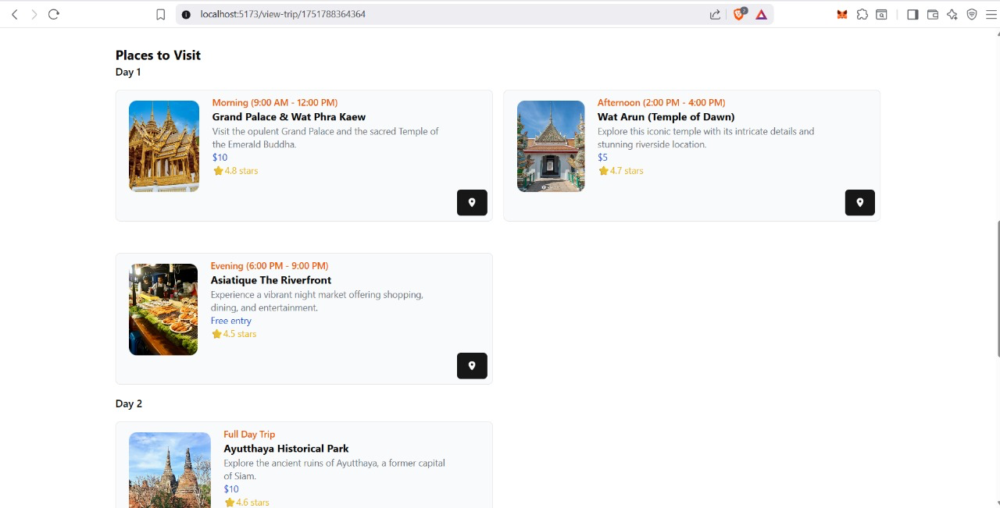 localhost:5173/view-trip/1751788364364
2
Places to Visit
Day 1
Morning (9:00 AM - 12:00 PM)
Grand Palace & Wat Phra Kaew
Visit the opulent Grand Palace and the sacred Temple of
the Emerald Buddha.
$10
4.8 stars
Afternoon (2:00 PM - 4:00 PM)
Wat Arun (Temple of Dawn)
Explore this iconic temple with its intricate details and
stunning riverside location.
$5
4.7 stars
Evening (6:00 PM - 9:00 PM)
Asiatique The Riverfront
Experience a vibrant night market offering shopping,
dining, and entertainment.
Free entry
4.5 stars
Day 2
Full Day Trip
Ayutthaya Historical Park
Explore the ancient ruins of Ayutthaya, a former capital
of Siam.
$10
4.6 stars